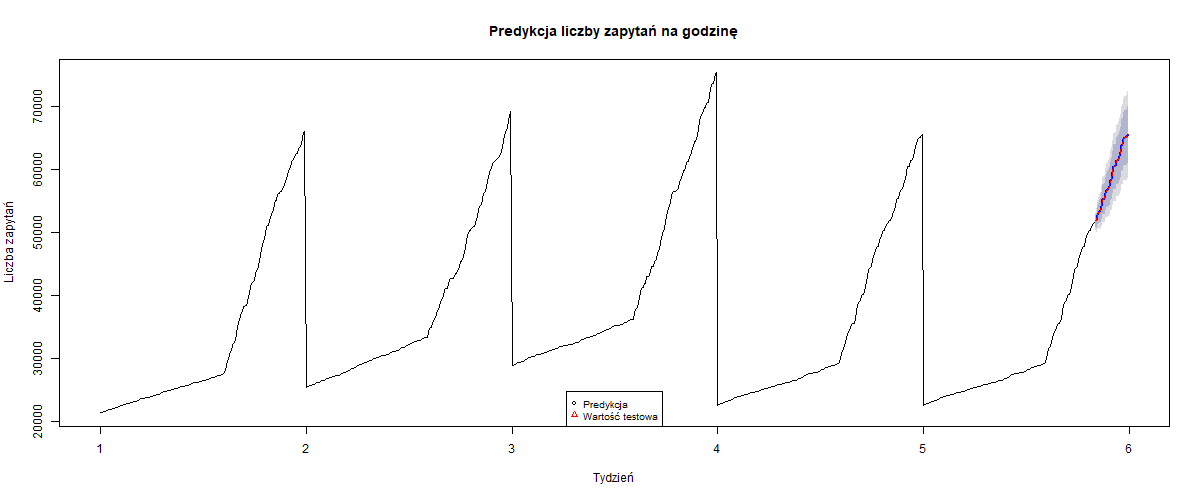 Predykcja liczby zapytań na godzinę
Liczba zapytań
70000
60000
50000
40000
30000
20000
Predykcja
Wartość testowa
1 2 3 4 5 6
Tydzień